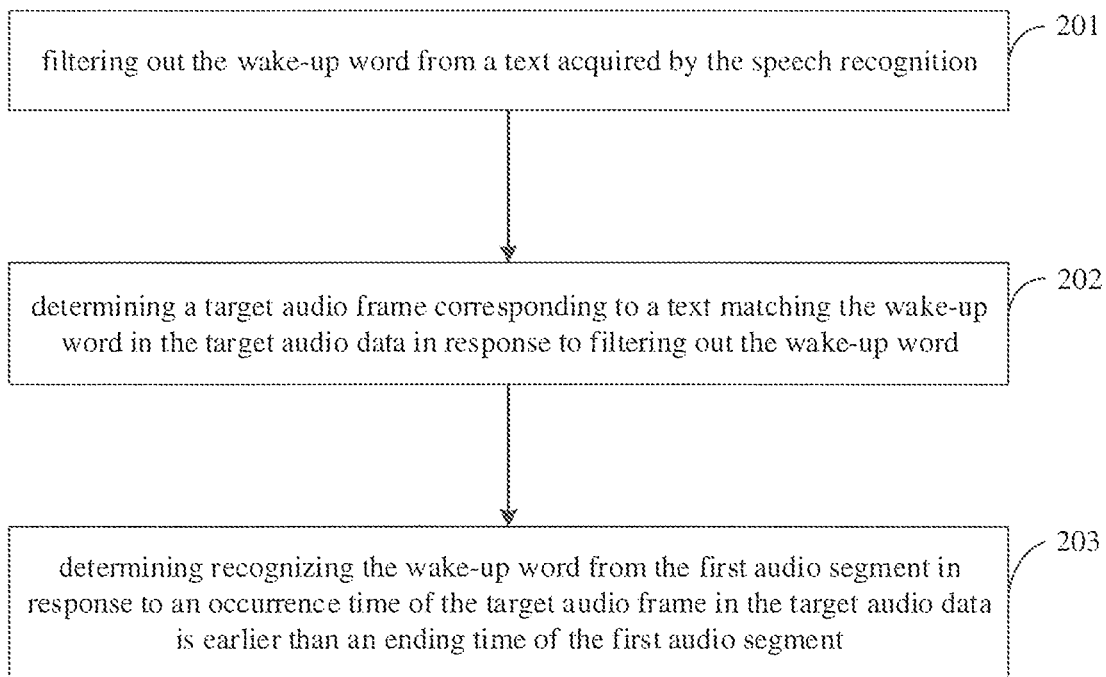 201
filtering out the wake-up word from a text acquired by the speech recognition
202
determining a target audio frame corresponding to a text matching the wake-up
word in the target audio data in response to filtering out the wake-up word
203
determining recognizing the wake-up word from the first audio segment in
response to an occurrence time of the target audio frame in the target audio data
is earlier than an ending time of the first audio segment